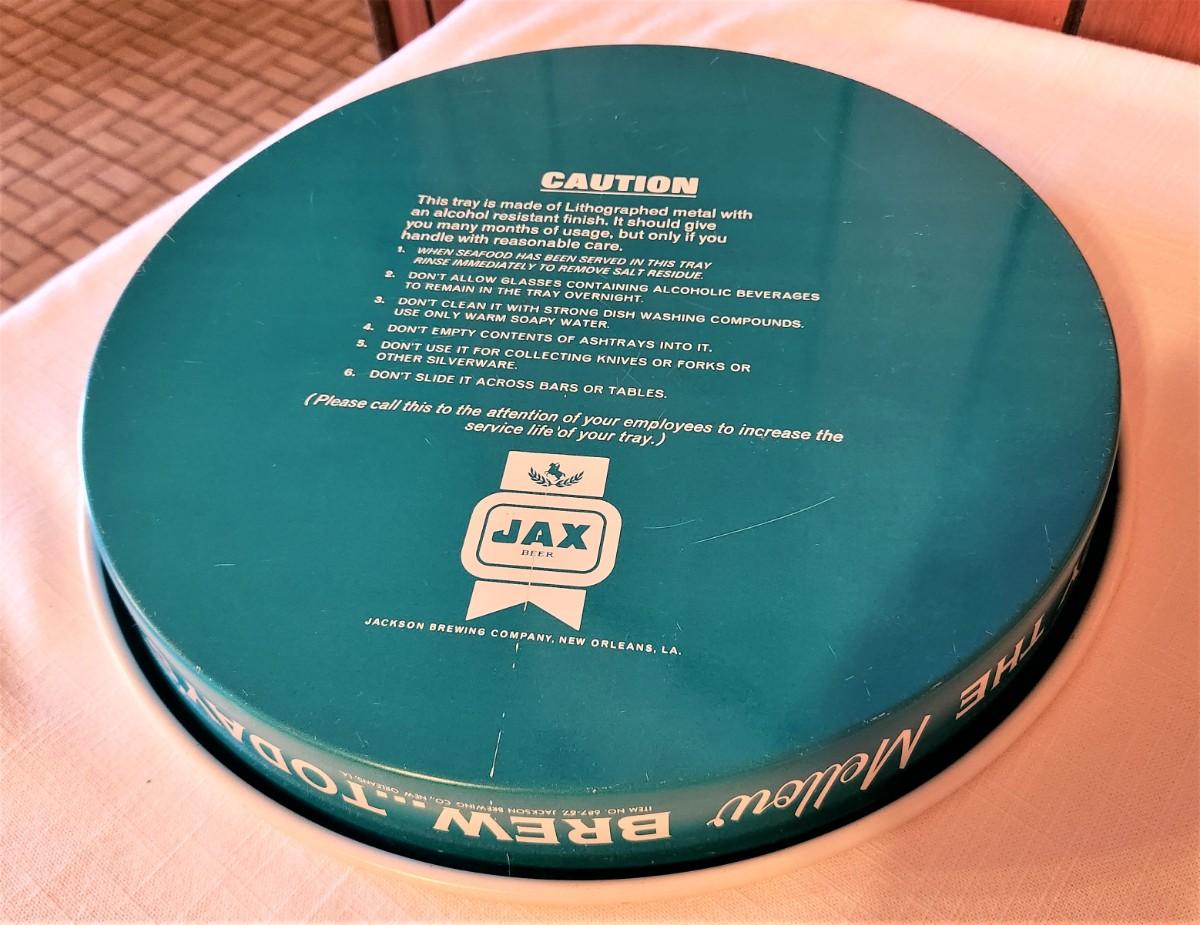 CAUTION
This tray is made of Lithographed metal with
an alcohol resistant finish. It should give
you many months of usage, but only if you
handle with reasonable care.
1. WHEN SEAFOOD HAS BEEN SERVED IN THIS TRAY
RINSE IMMEDIATELY TO REMOVE SALT RESIDUE.
2. DON'T ALLOW GLASSES CONTAINING ALCOHOLIC BEVERAGES
TO REMAIN IN THE TRAY OVERNIGHT.
3. DON'T CLEAN IT WITH STRONG DISH WASHING COMPOUNDS.
USE ONLY WARM SOAPY WATER.
4. DON'T EMPTY CONTENTS OF ASHTRAYS INTO IT.
5. DON'T USE IT FOR COLLECTING KNIVES OR FORKS OR
OTHER SILVERWARE.
6. DON'T SLIDE IT ACROSS BARS OR TABLES.
(Please call this to the attention of your employees to increase the
service life of your tray.)
JAX
BEER
JACKSON BREWING COMPANY, NEW ORLEANS, LA.
THE Mellow BREW...TODAY'
ITEM NO. 687-67, JACKSON BREWING CO., NEW ORLEANS, LA.